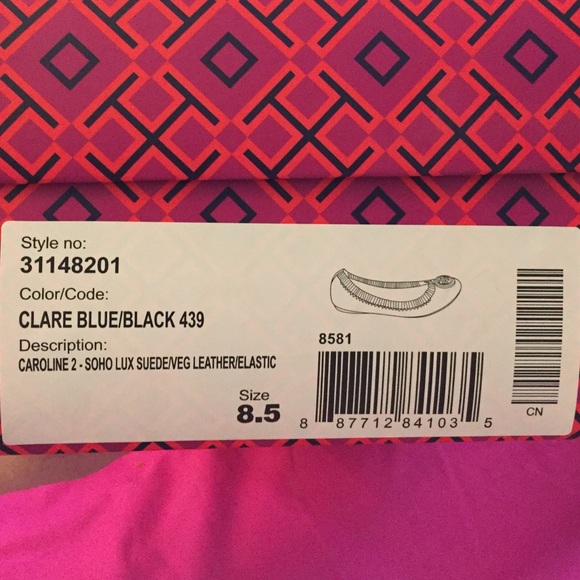 Style no:
31148201
Color/Code:
CLARE BLUE/BLACK 439
Description:
CAROLINE 2 - SOHO LUX SUEDE/VEG LEATHER/ELASTIC
Size
8.5
8581
8 87712 84103 5
CN